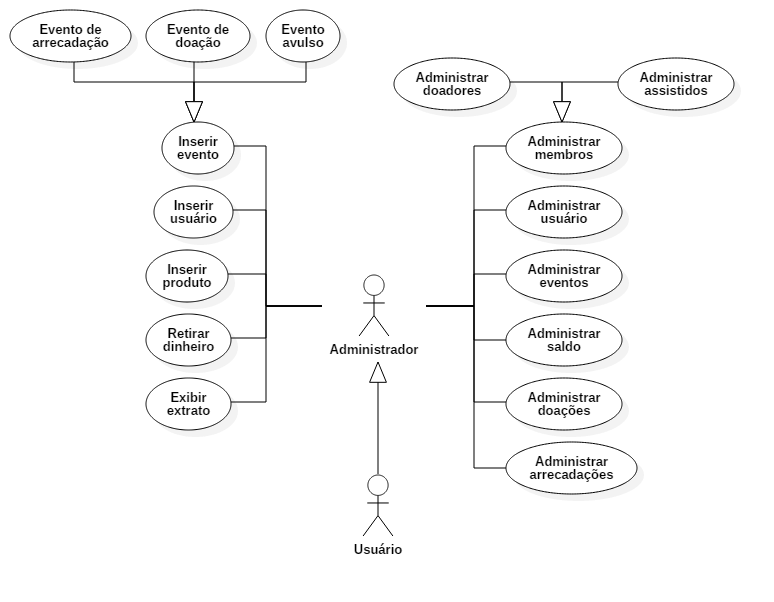 Evento de
arrecadação
Evento de
doação
Evento
avulso
Administrar
doadores
Administrar
assistidos
Inserir
evento
Inserir
usuário
Inserir
produto
Retirar
dinheiro
Exibir
extrato
Administrar
membros
Administrar
usuário
Administrar
eventos
Administrar
saldo
Administrar
doações
Administrar
arrecadações
Administrador
Usuário